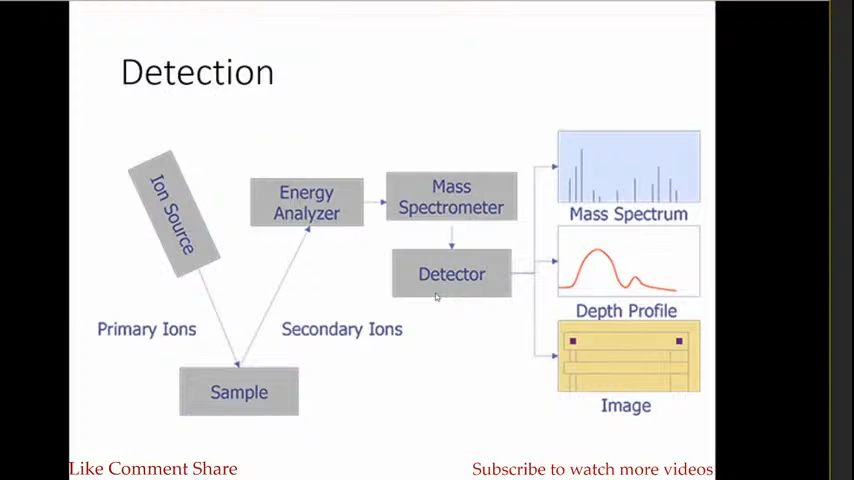 Detection
Ion Source
Energy
Analyzer
Mass
Spectrometer
Detector
Mass Spectrum
Depth Profile
Image
Primary Ions
Secondary Ions
Sample
Like Comment Share
Subscribe to watch more videos